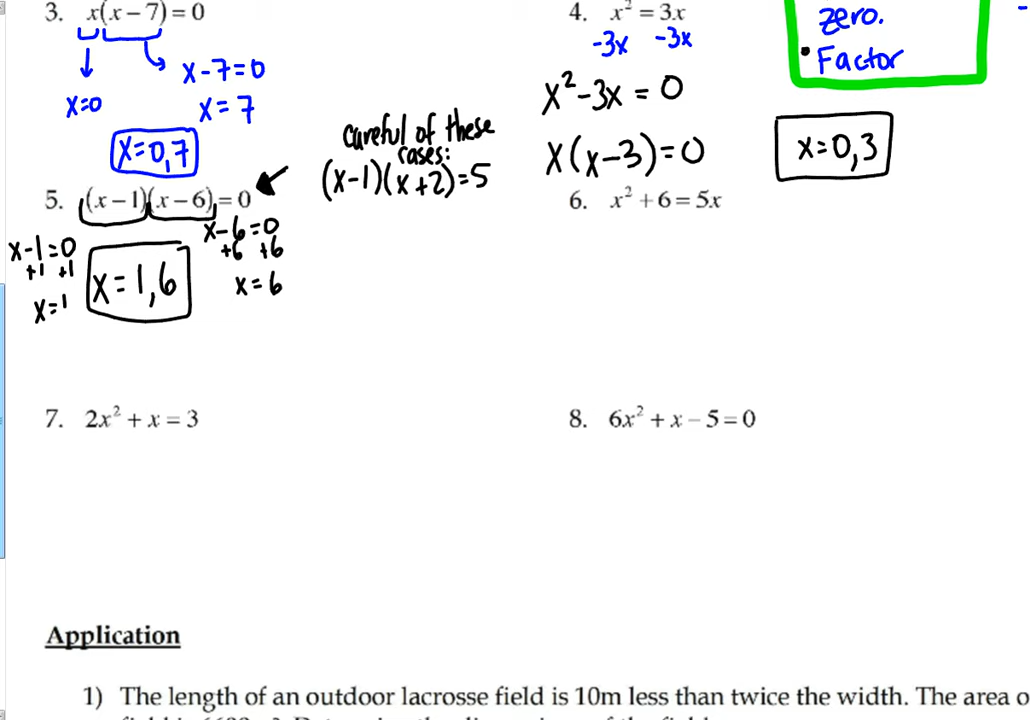 3. x(x − 7) = 0
x=0
x-7=0
x=7
x=0,7
4. x² = 3x
-3x -3x
x²-3x = 0
x(x-3)=0
x=0,3
zero.
• Factor
careful of these
cases:
(x-1)(x+2)=5
5. (x − 1)(x − 6) = 0
x-1=0
+1 +1
x=1
x-6=0
+6 +6
x=6
x=1,6
6. x² + 6 = 5x
7. 2x² + x = 3
8. 6x² + x − 5 = 0
Application
1) The length of an outdoor lacrosse field is 10m less than twice the width. The area o